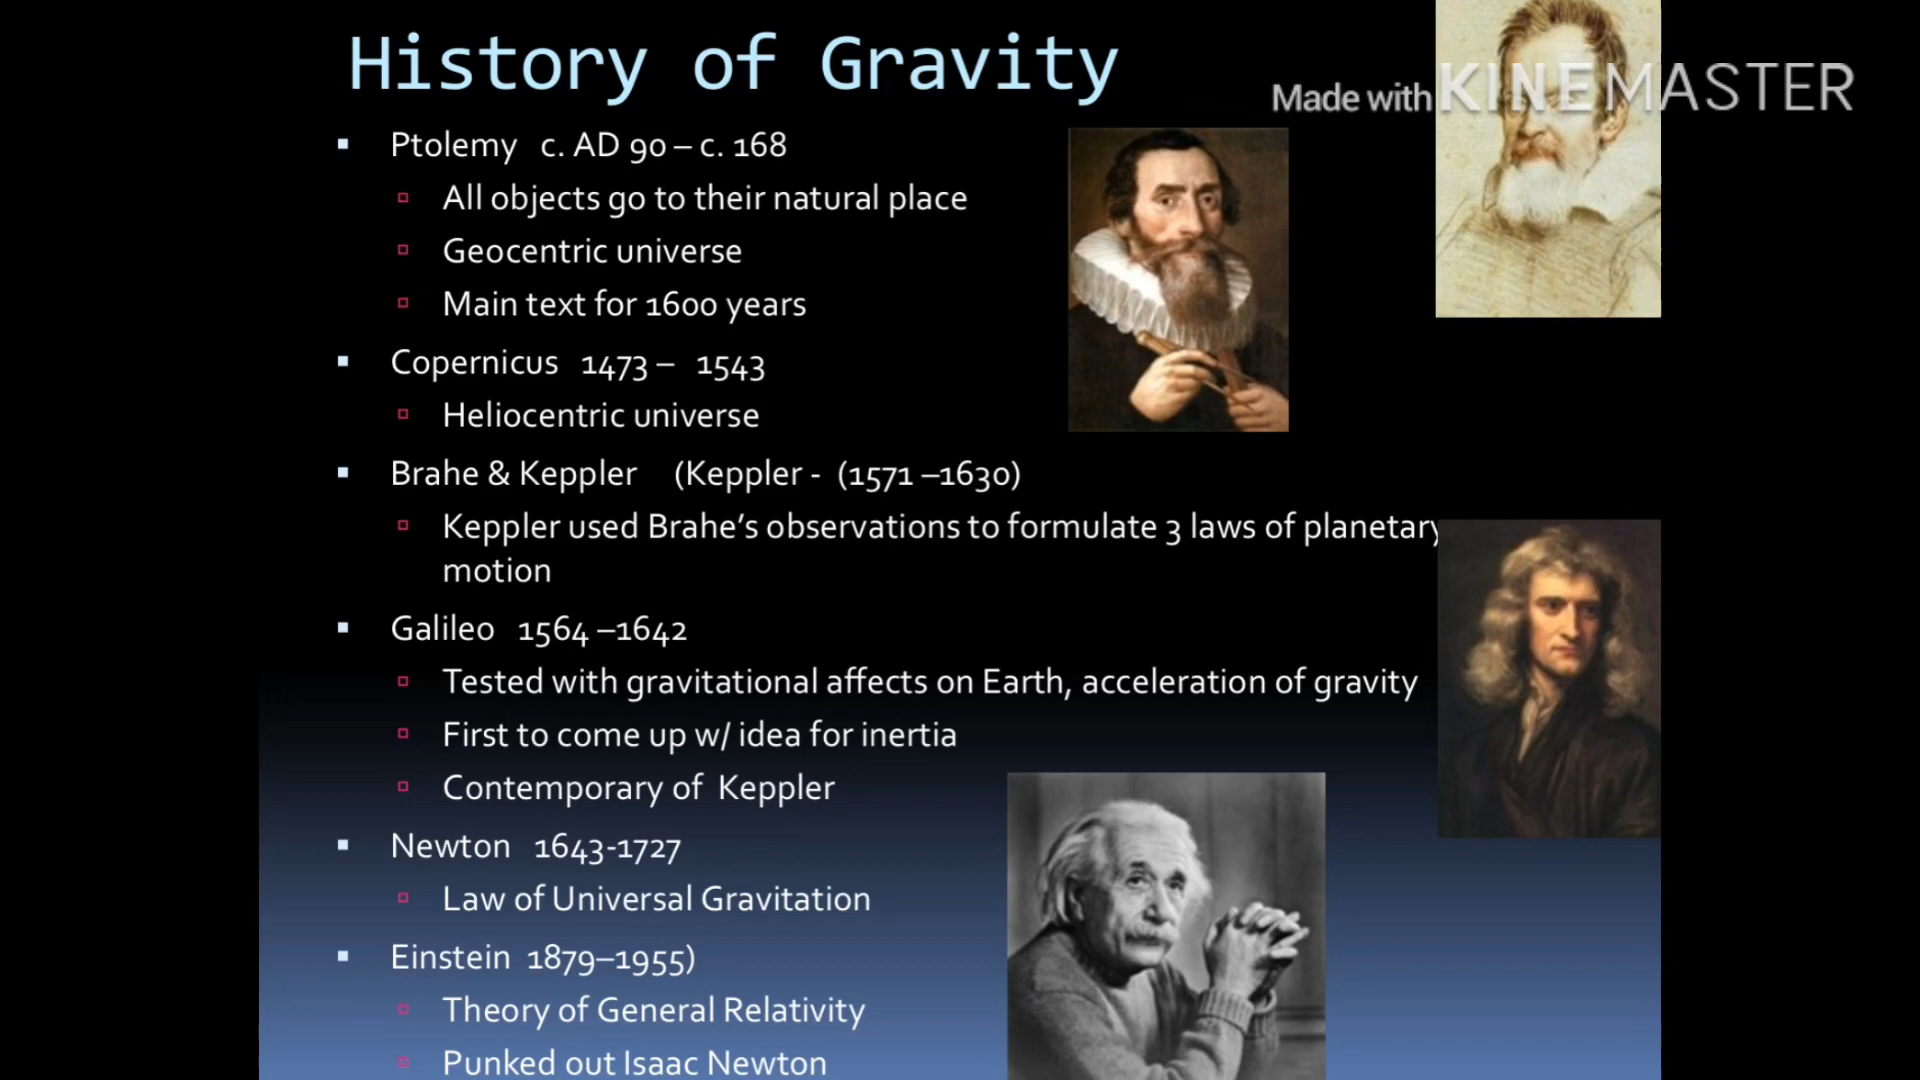 History of Gravity
Made with KINEMASTER
Ptolemy c. AD 90 – c. 168
All objects go to their natural place
Geocentric universe
Main text for 1600 years
Copernicus 1473 – 1543
Heliocentric universe
Brahe & Keppler (Keppler - (1571 –1630)
Keppler used Brahe’s observations to formulate 3 laws of planetary
motion
Galileo 1564 –1642
Tested with gravitational affects on Earth, acceleration of gravity
First to come up w/ idea for inertia
Contemporary of Keppler
Newton 1643-1727
Law of Universal Gravitation
Einstein 1879–1955)
Theory of General Relativity
Punked out Isaac Newton